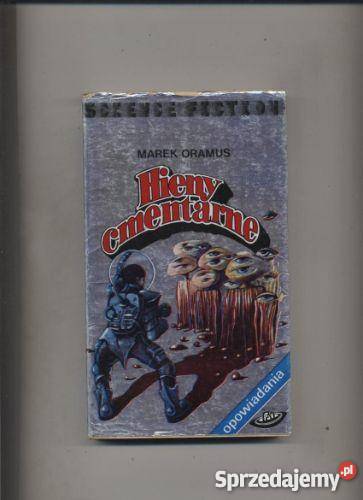 SCIENCE FICTION
MAREK ORAMUS
Hieny
cmentarne
opowiadania
Sprzedajemy.pl